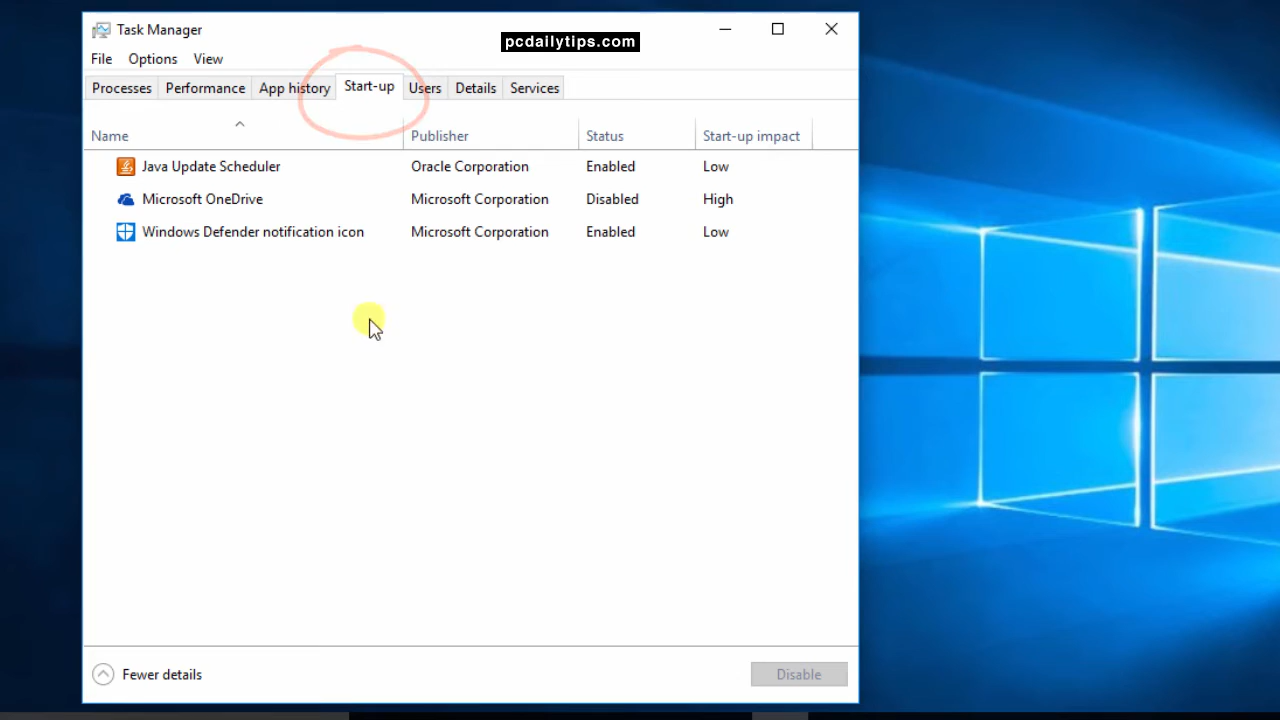 Task Manager
pcdailytips.com
File Options View
Processes Performance App history Start-up Users Details Services
Name Publisher Status Start-up impact
Java Update Scheduler Oracle Corporation Enabled Low
Microsoft OneDrive Microsoft Corporation Disabled High
Windows Defender notification icon Microsoft Corporation Enabled Low
Fewer details Disable